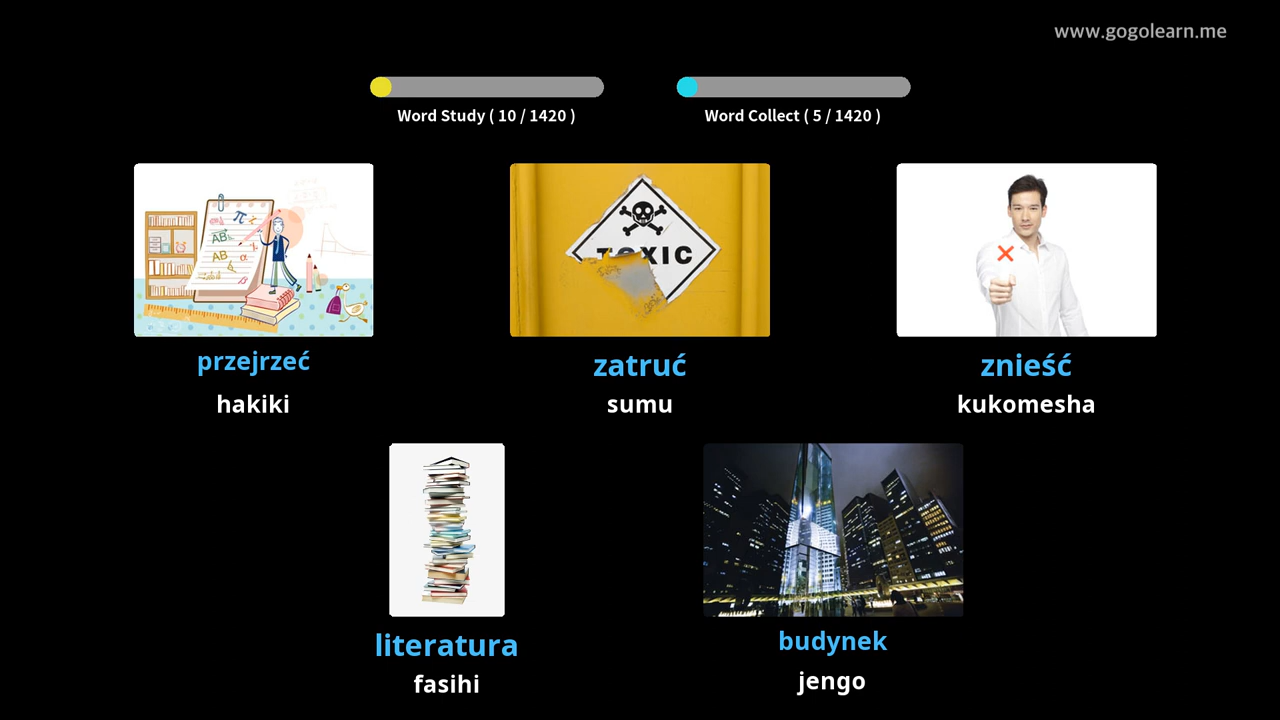 www.gogolearn.me
Word Study ( 10 / 1420 )
Word Collect ( 5 / 1420 )
TOXIC
przejrzeć
hakiki
zatruć
sumu
znieść
kukomesha
literatura
fasihi
budynek
jengo